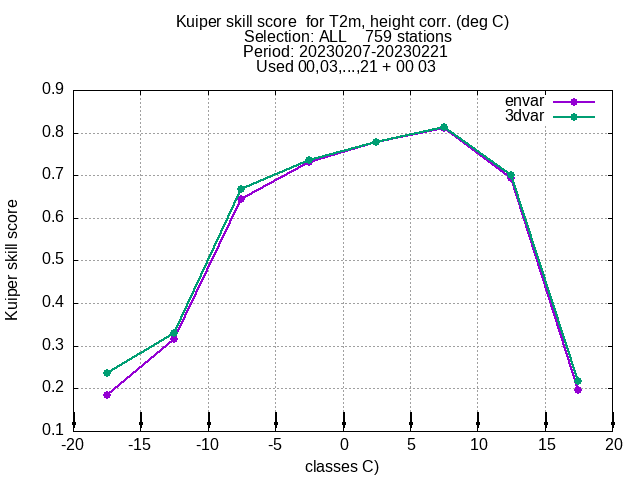 Kuiper skill score  for T2m, height corr. (deg C)
Selection: ALL    759 stations
Period: 20230207-20230221
Used 00,03,...,21 + 00 03
envar
3dvar
0.9
0.8
0.7
0.6
0.5
0.4
0.3
0.2
0.1
Kuiper skill score
-20 -15 -10 -5 0 5 10 15 20
classes C)